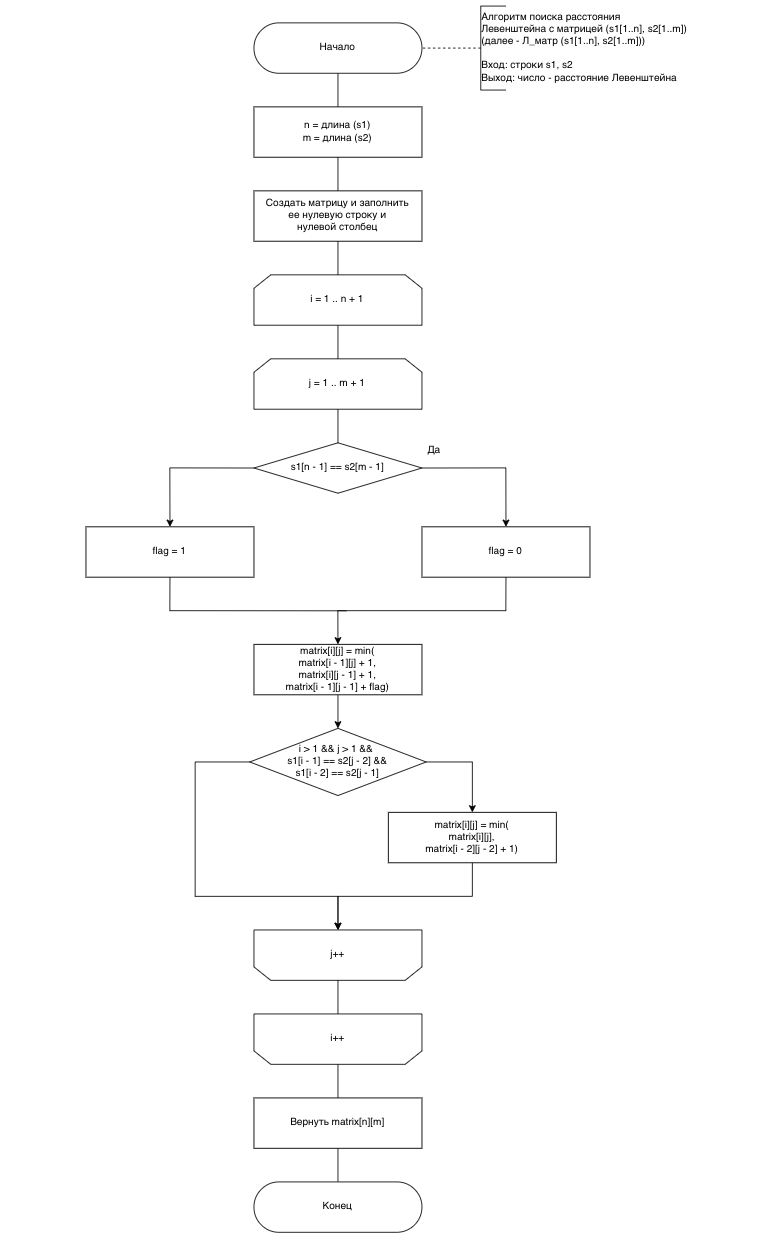 Начало
Алгоритм поиска расстояния
Левенштейна с матрицей (s1[1..n], s2[1..m])
(далее - Л_матр (s1[1..n], s2[1..m]))
Вход: строки s1, s2
Выход: число - расстояние Левенштейна
n = длина (s1)
m = длина (s2)
Создать матрицу и заполнить
ее нулевую строку и
нулевой столбец
i = 1 .. n + 1
j = 1 .. m + 1
s1[n - 1] == s2[m - 1]
Да
flag = 1
flag = 0
matrix[i][j] = min(
matrix[i - 1][j] + 1,
matrix[i][j - 1] + 1,
matrix[i - 1][j - 1] + flag)
i > 1 && j > 1 &&
s1[i - 1] == s2[j - 2] &&
s1[i - 2] == s2[j - 1]
matrix[i][j] = min(
matrix[i][j],
matrix[i - 2][j - 2] + 1)
j++
i++
Вернуть matrix[n][m]
Конец